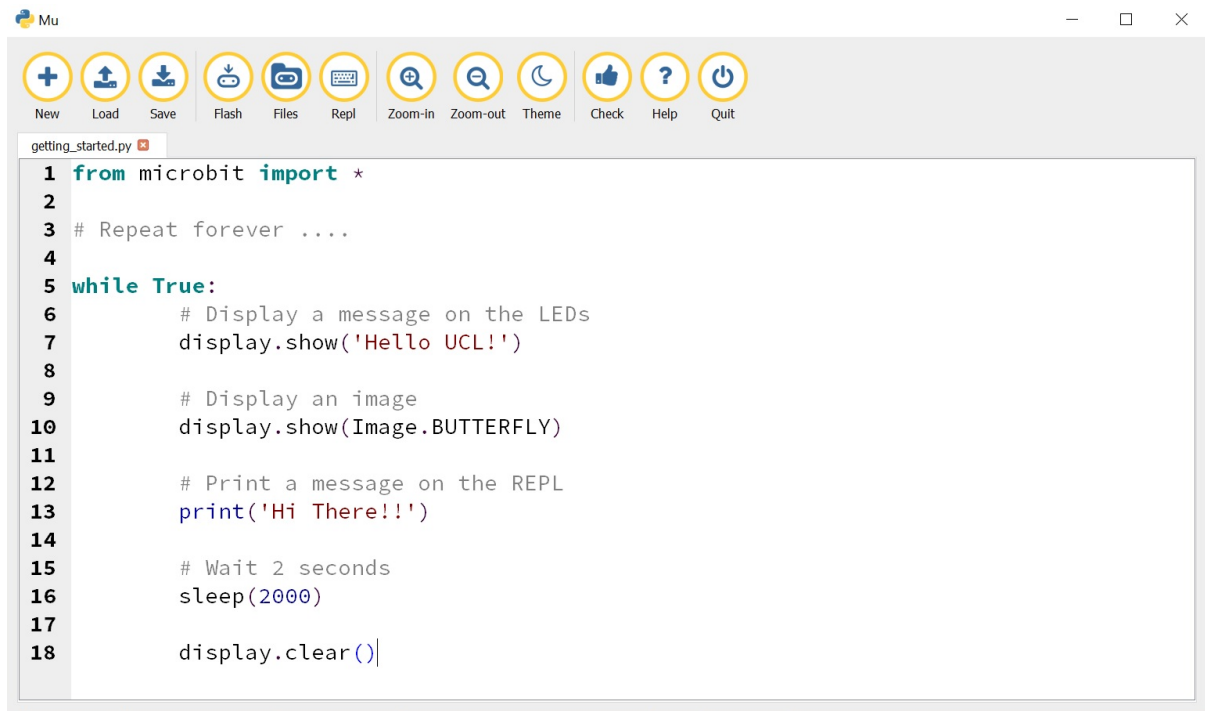 Mu
New Load Save Flash Files Repl Zoom-in Zoom-out Theme Check Help Quit
getting_started.py
1 from microbit import *
2
3 # Repeat forever ....
4
5 while True:
6 # Display a message on the LEDs
7 display.show('Hello UCL!')
8
9 # Display an image
10 display.show(Image.BUTTERFLY)
11
12 # Print a message on the REPL
13 print('Hi There!!')
14
15 # Wait 2 seconds
16 sleep(2000)
17
18 display.clear()